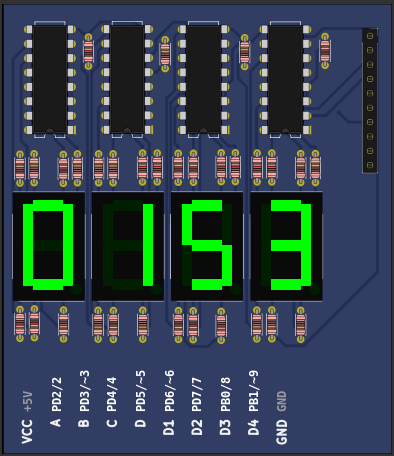 0153
VCC +5V
A PD2/2
B PD3/~3
C PD4/4
D PD5/~5
D1 PD6/~6
D2 PD7/7
D3 PB0/8
D4 PB1/~9
GND GND